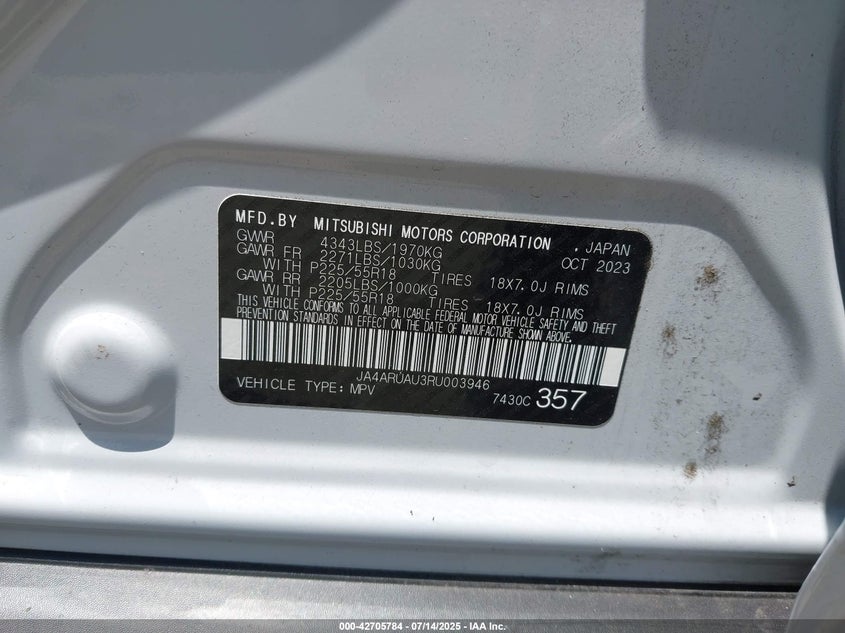 MFD.BY MITSUBISHI MOTORS CORPORATION . JAPAN
GVWR 4343LBS/1970KG OCT 2023
GAWR FR 2271LBS/1030KG
WITH P225/55R18 TIRES 18X7.0J RIMS
GAWR RR 2205LBS/1000KG
WITH P225/55R18 TIRES 18X7.0J RIMS
THIS VEHICLE CONFORMS TO ALL APPLICABLE FEDERAL MOTOR VEHICLE SAFETY AND THEFT
PREVENTION STANDARDS IN EFFECT ON THE DATE OF MANUFACTURE SHOWN ABOVE.
JA4ARUAU3RU003946
VEHICLE TYPE: MPV 7430C 357
000-42705784 | 07/14/2025 - IAA Inc.